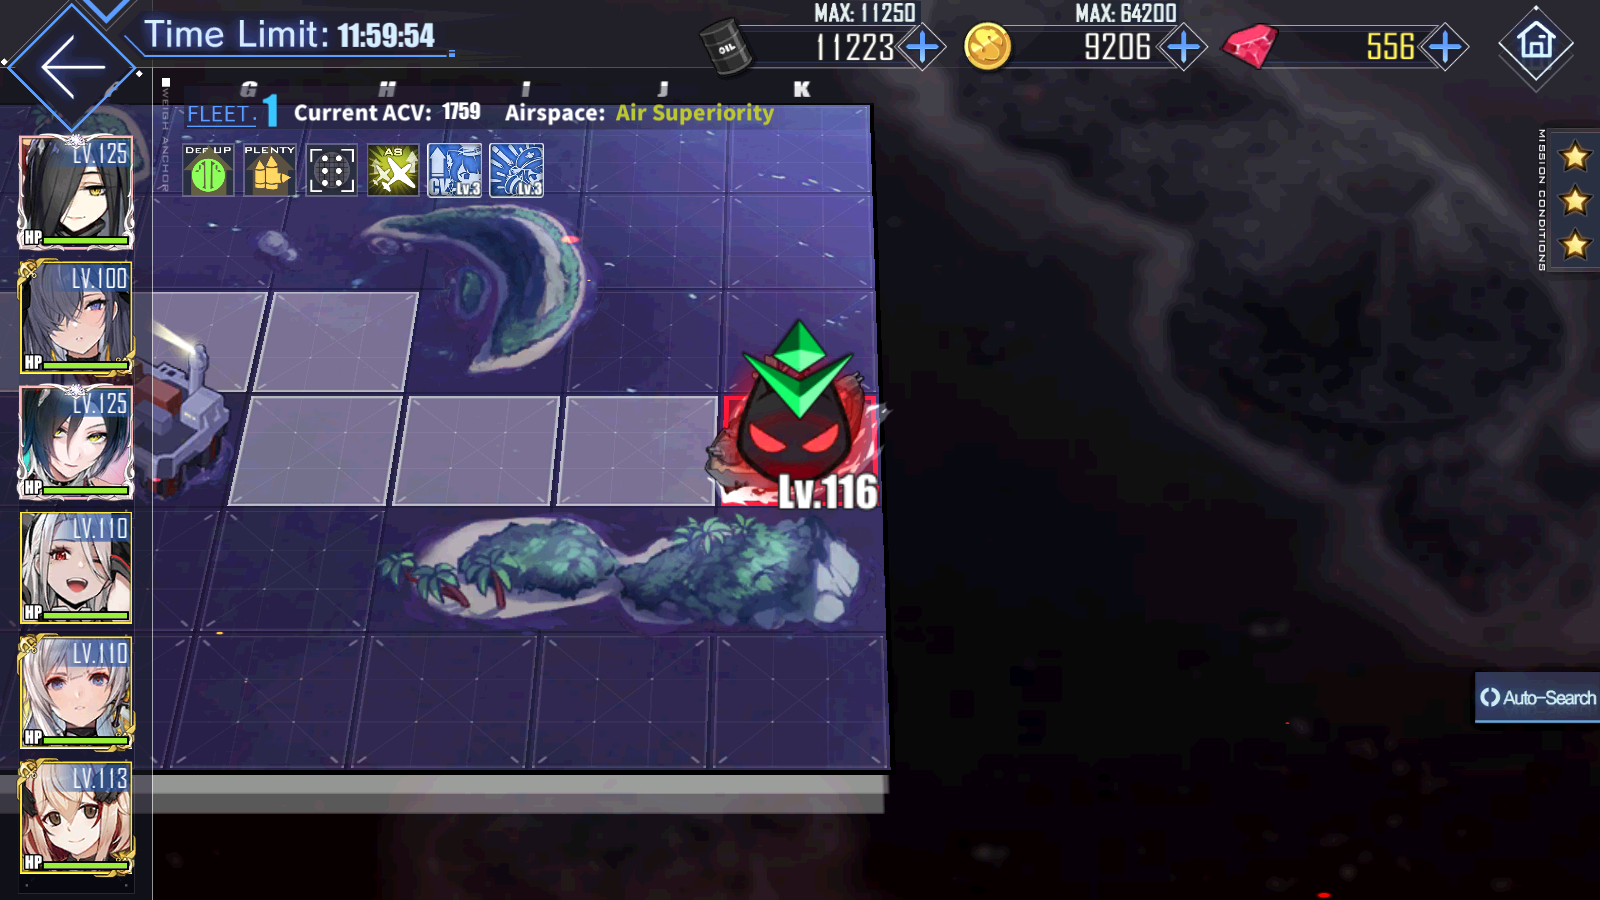 Time Limit: 11:59:54
MAX: 11250
OIL
11223
MAX: 64200
9206
556
G H I J K
WEIGH ANCHOR
FLEET. 1 Current ACV: 1759 Airspace: Air Superiority
DEF UP
PLENTY
AS
CV Lv.3
Lv.3
MISSION CONDITIONS
LV.125
HP
LV.100
HP
LV.125
HP
LV.110
HP
LV.110
HP
LV.113
HP
Lv.116
Auto-Search